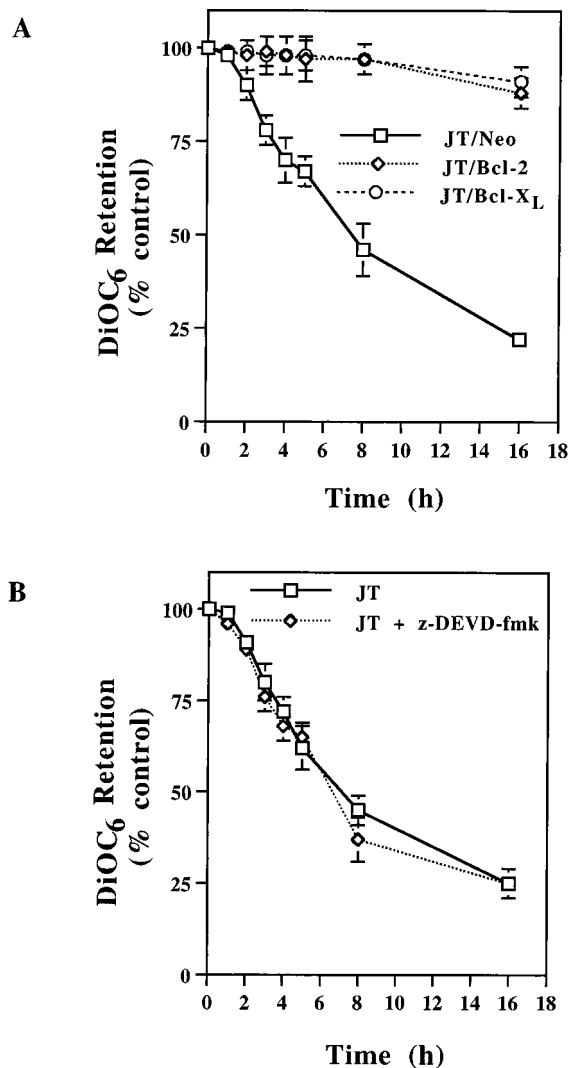 A
100
75
50
25
0
DiOC6 Retention
(% control)
JT/Neo
JT/Bcl-2
JT/Bcl-XL
0 2 4 6 8 10 12 14 16 18
Time (h)
B
100
75
50
25
0
DiOC6 Retention
(% control)
JT
JT + z-DEVD-fmk
0 2 4 6 8 10 12 14 16 18
Time (h)